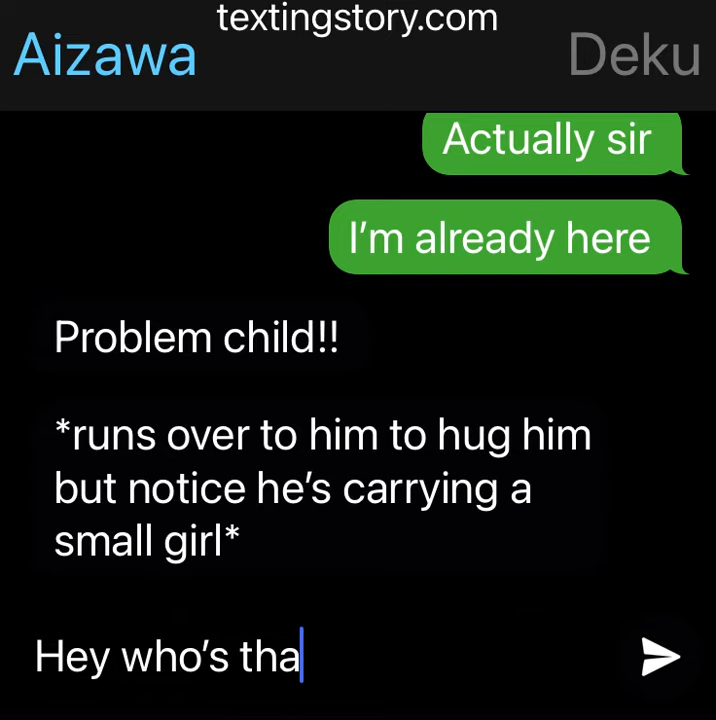 textingstory.com
Aizawa
Deku
Actually sir
I'm already here
Problem child!!
*runs over to him to hug him
but notice he's carrying a
small girl*
Hey who's tha